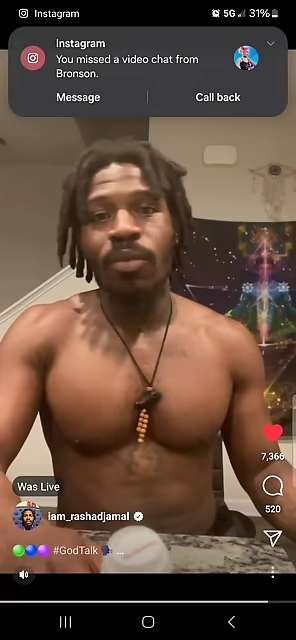 Instagram
5G 31%
Instagram
You missed a video chat from
Bronson.
Message
Call back
7,366
Was Live
520
iam_rashadjamal
#GodTalk ...